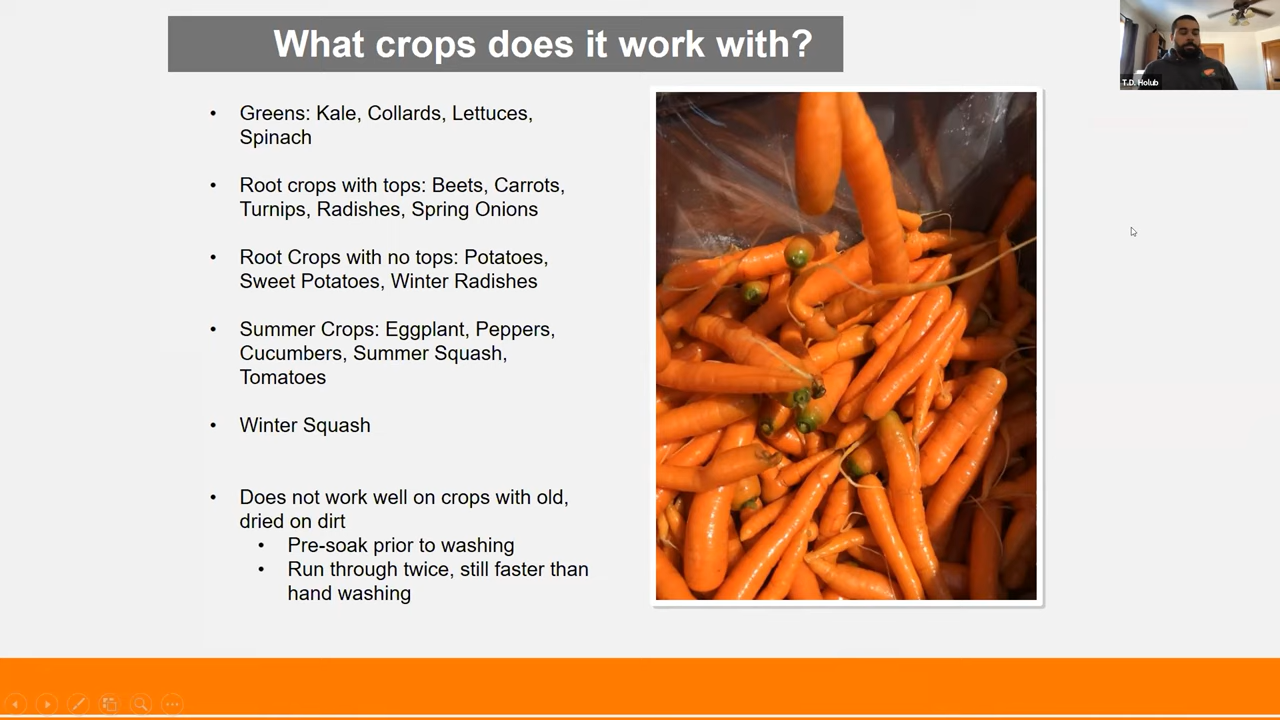 What crops does it work with?
T.D. Holub
• Greens: Kale, Collards, Lettuces,
Spinach
• Root crops with tops: Beets, Carrots,
Turnips, Radishes, Spring Onions
• Root Crops with no tops: Potatoes,
Sweet Potatoes, Winter Radishes
• Summer Crops: Eggplant, Peppers,
Cucumbers, Summer Squash,
Tomatoes
• Winter Squash
• Does not work well on crops with old,
dried on dirt
• Pre-soak prior to washing
• Run through twice, still faster than
hand washing